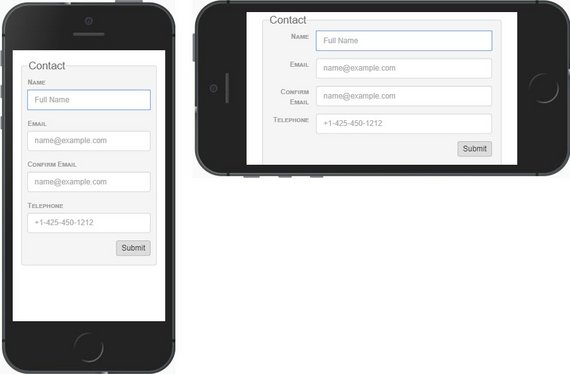 Contact
Name
Full Name
Email
name@example.com
Confirm Email
name@example.com
Telephone
+1-425-450-1212
Submit
Contact
Name
Full Name
Email
name@example.com
Confirm
Email
name@example.com
Telephone
+1-425-450-1212
Submit